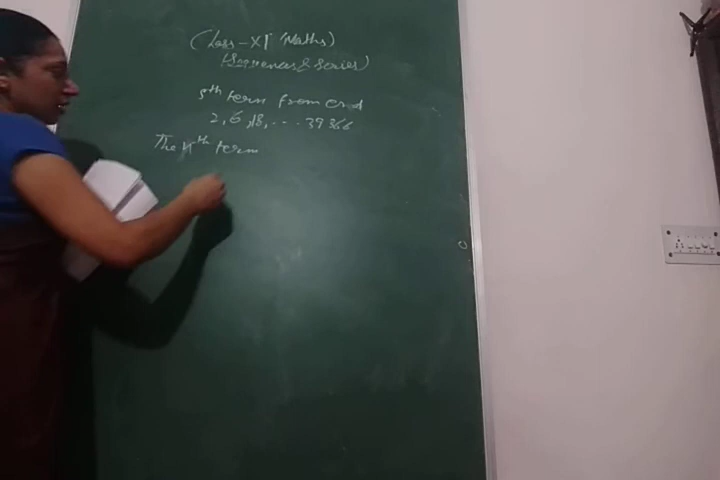 (Class-XI Maths)
(Sequences & Series)
5th term from end
2, 6, 18, ... 39366
The nth term